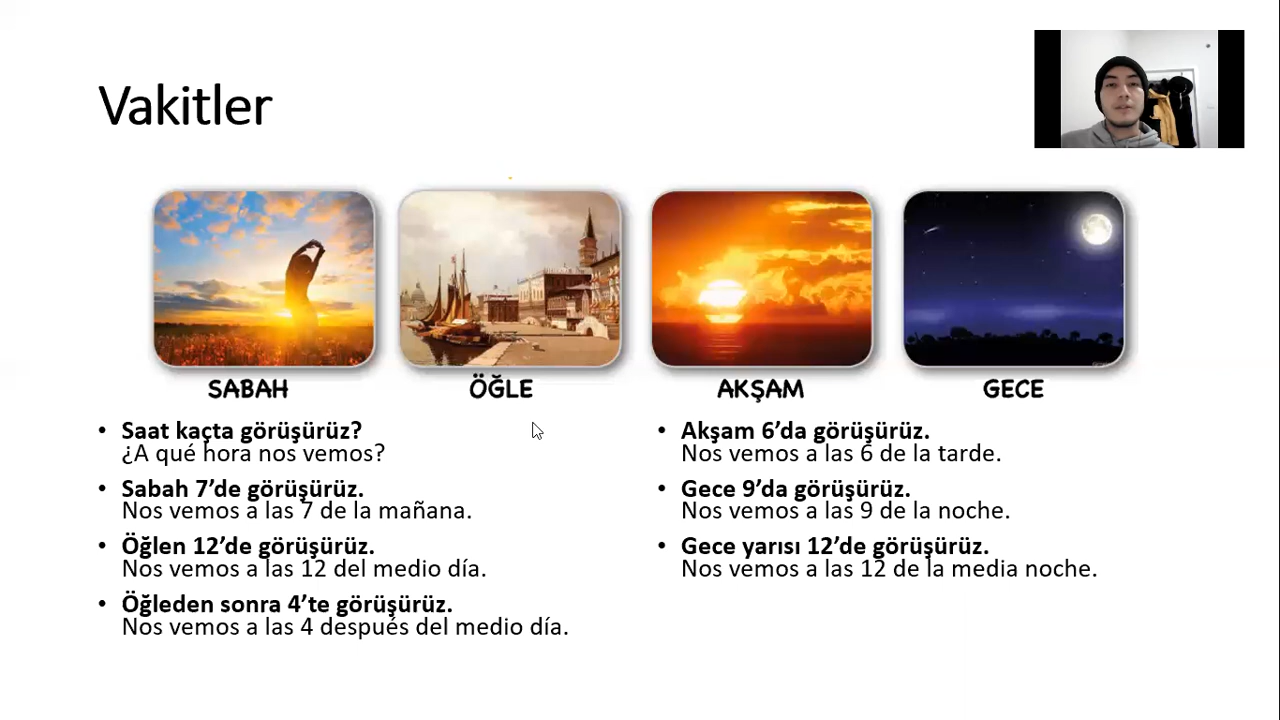 Vakitler
SABAH
ÖĞLE
AKŞAM
GECE
• Saat kaçta görüşürüz?
¿A qué hora nos vemos?
• Sabah 7’de görüşürüz.
Nos vemos a las 7 de la mañana.
• Öğlen 12’de görüşürüz.
Nos vemos a las 12 del medio día.
• Öğleden sonra 4’te görüşürüz.
Nos vemos a las 4 después del medio día.
• Akşam 6’da görüşürüz.
Nos vemos a las 6 de la tarde.
• Gece 9’da görüşürüz.
Nos vemos a las 9 de la noche.
• Gece yarısı 12’de görüşürüz.
Nos vemos a las 12 de la media noche.